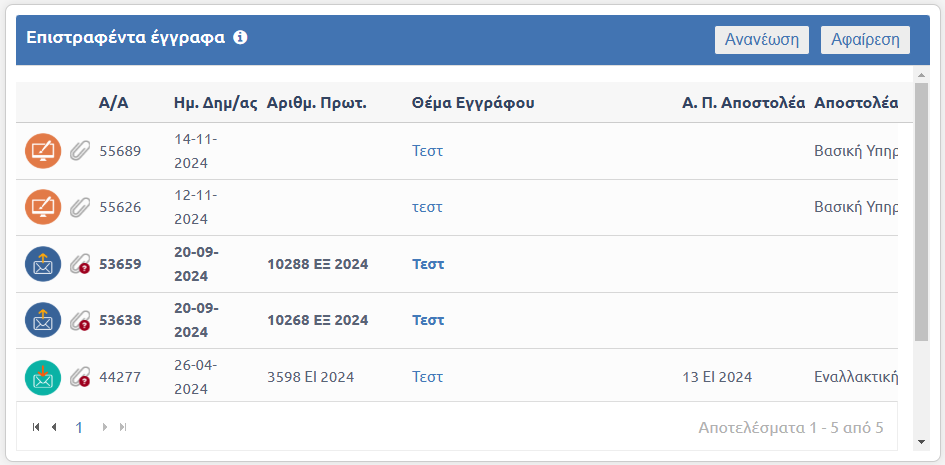 Επιστραφέντα έγγραφα
Ανανέωση Αφαίρεση
Α/Α Ημ. Δημ/ας Αριθμ. Πρωτ. Θέμα Εγγράφου Α. Π. Αποστολέα Αποστολέα
55689 14-11-2024 Τεστ Βασική Υπηρ
55626 12-11-2024 τεστ Βασική Υπηρ
53659 20-09-2024 10288 ΕΞ 2024 Τεστ
53638 20-09-2024 10268 ΕΞ 2024 Τεστ
44277 26-04-2024 3598 ΕΙ 2024 Τεστ 13 ΕΙ 2024 Εναλλακτική
1 Αποτελέσματα 1 - 5 από 5